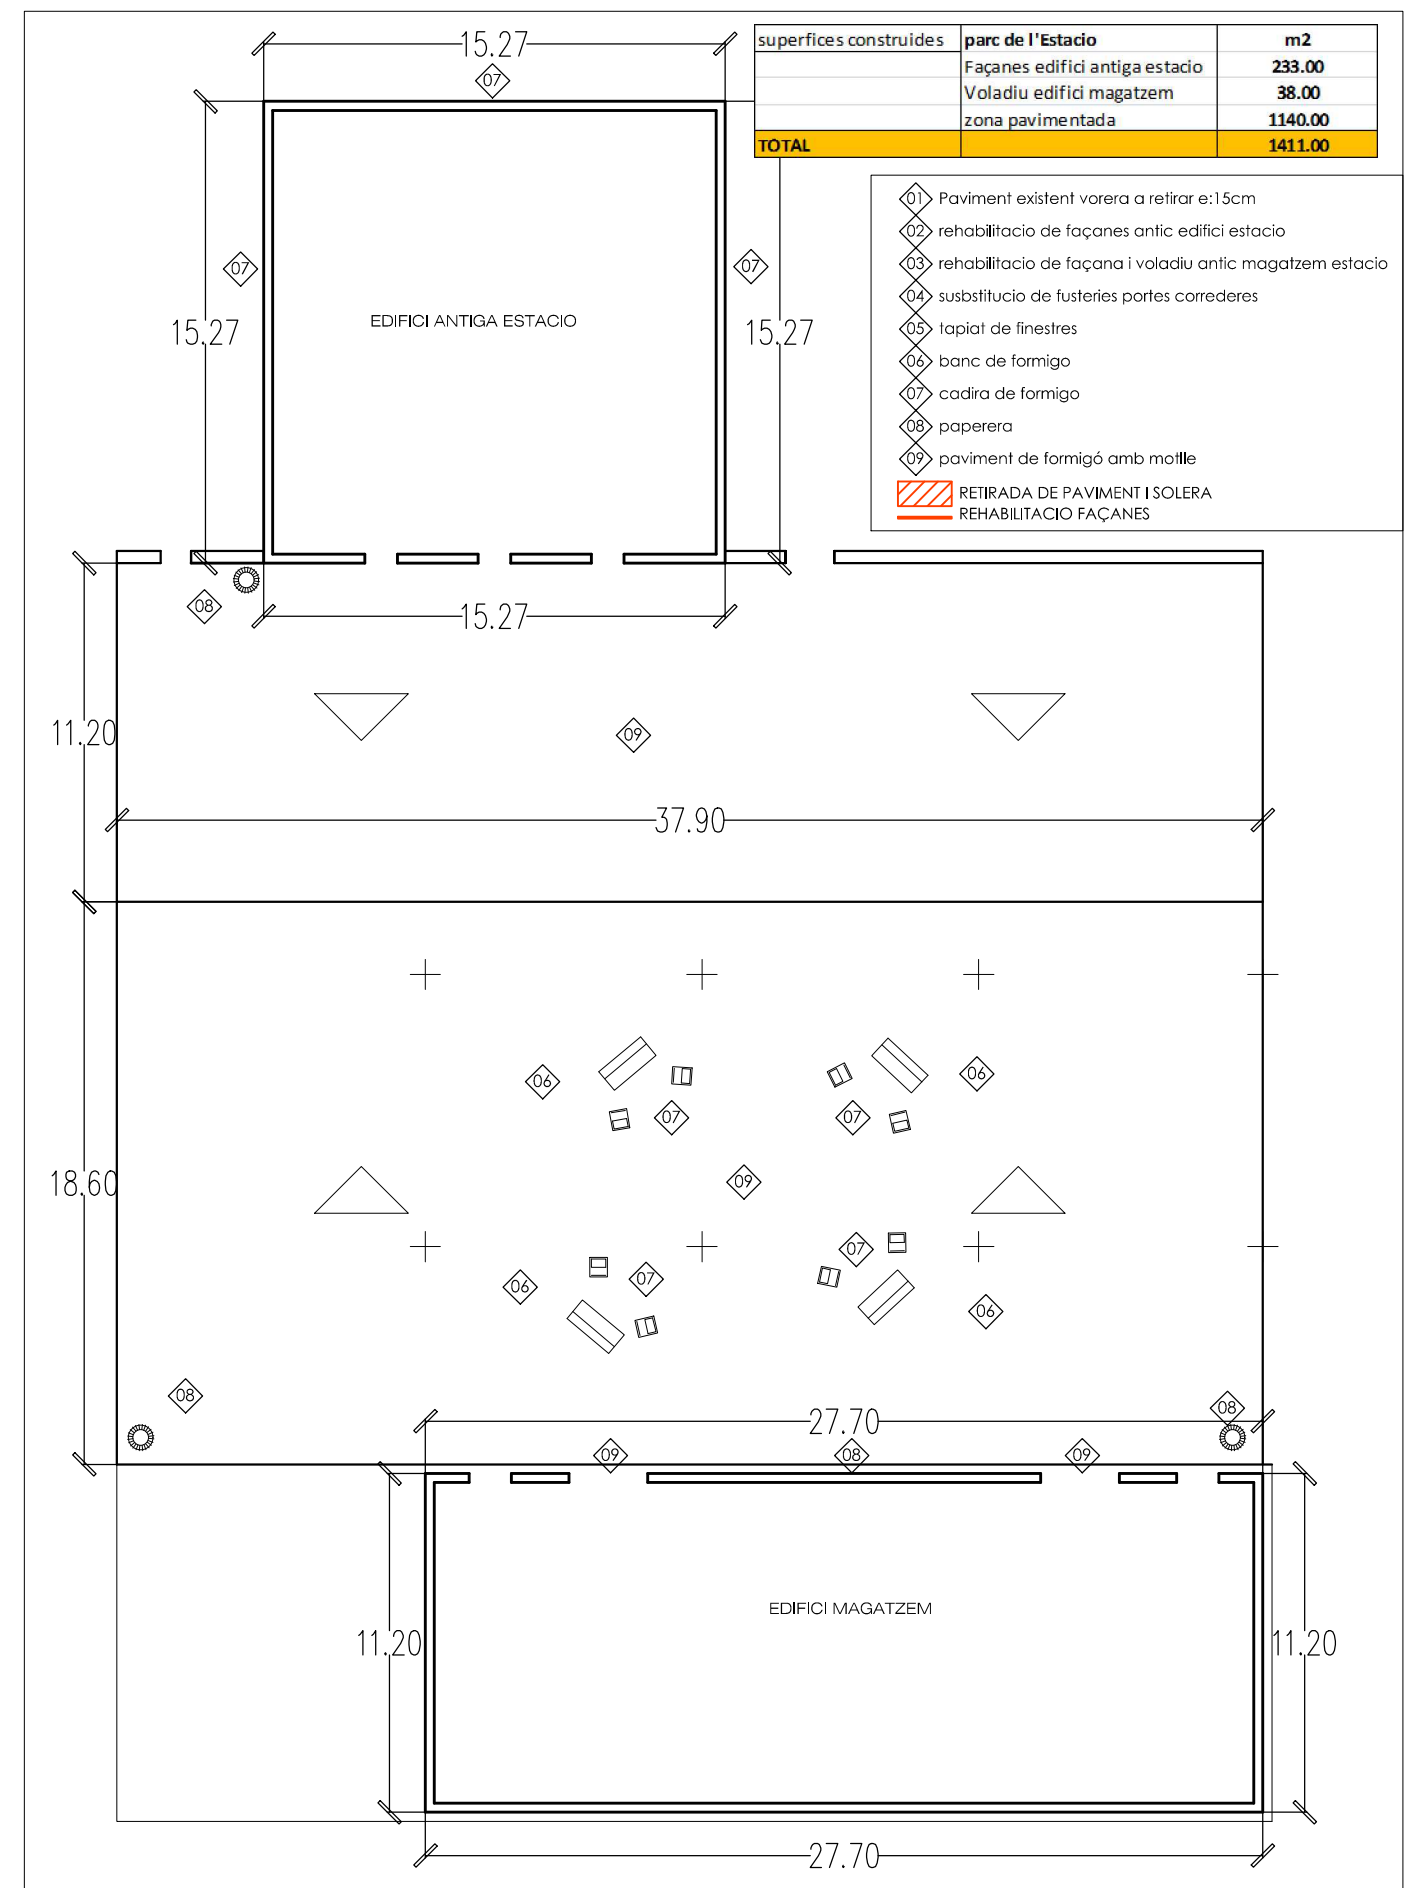 superfices construides parc de l'Estacio m2
Façanes edifici antiga estacio 233.00
Voladiu edifici magatzem 38.00
zona pavimentada 1140.00
TOTAL 1411.00
01 Paviment existent vorera a retirar e:15cm
02 rehabilitacio de façanes antic edifici estacio
03 rehabilitacio de façana i voladiu antic magatzem estacio
04 susbstitucio de fusteries portes correderes
05 tapiat de finestres
06 banc de formigo
07 cadira de formigo
08 paperera
09 paviment de formigó amb motlle
RETIRADA DE PAVIMENT I SOLERA
REHABILITACIO FAÇANES
15.27
07
07
07
EDIFICI ANTIGA ESTACIO
15.27
15.27
08
15.27
11.20
09
37.90
06
06
07
07
18.60
09
07
07
06
06
08
08
27.70
09
08
09
EDIFICI MAGATZEM
11.20
11.20
27.70